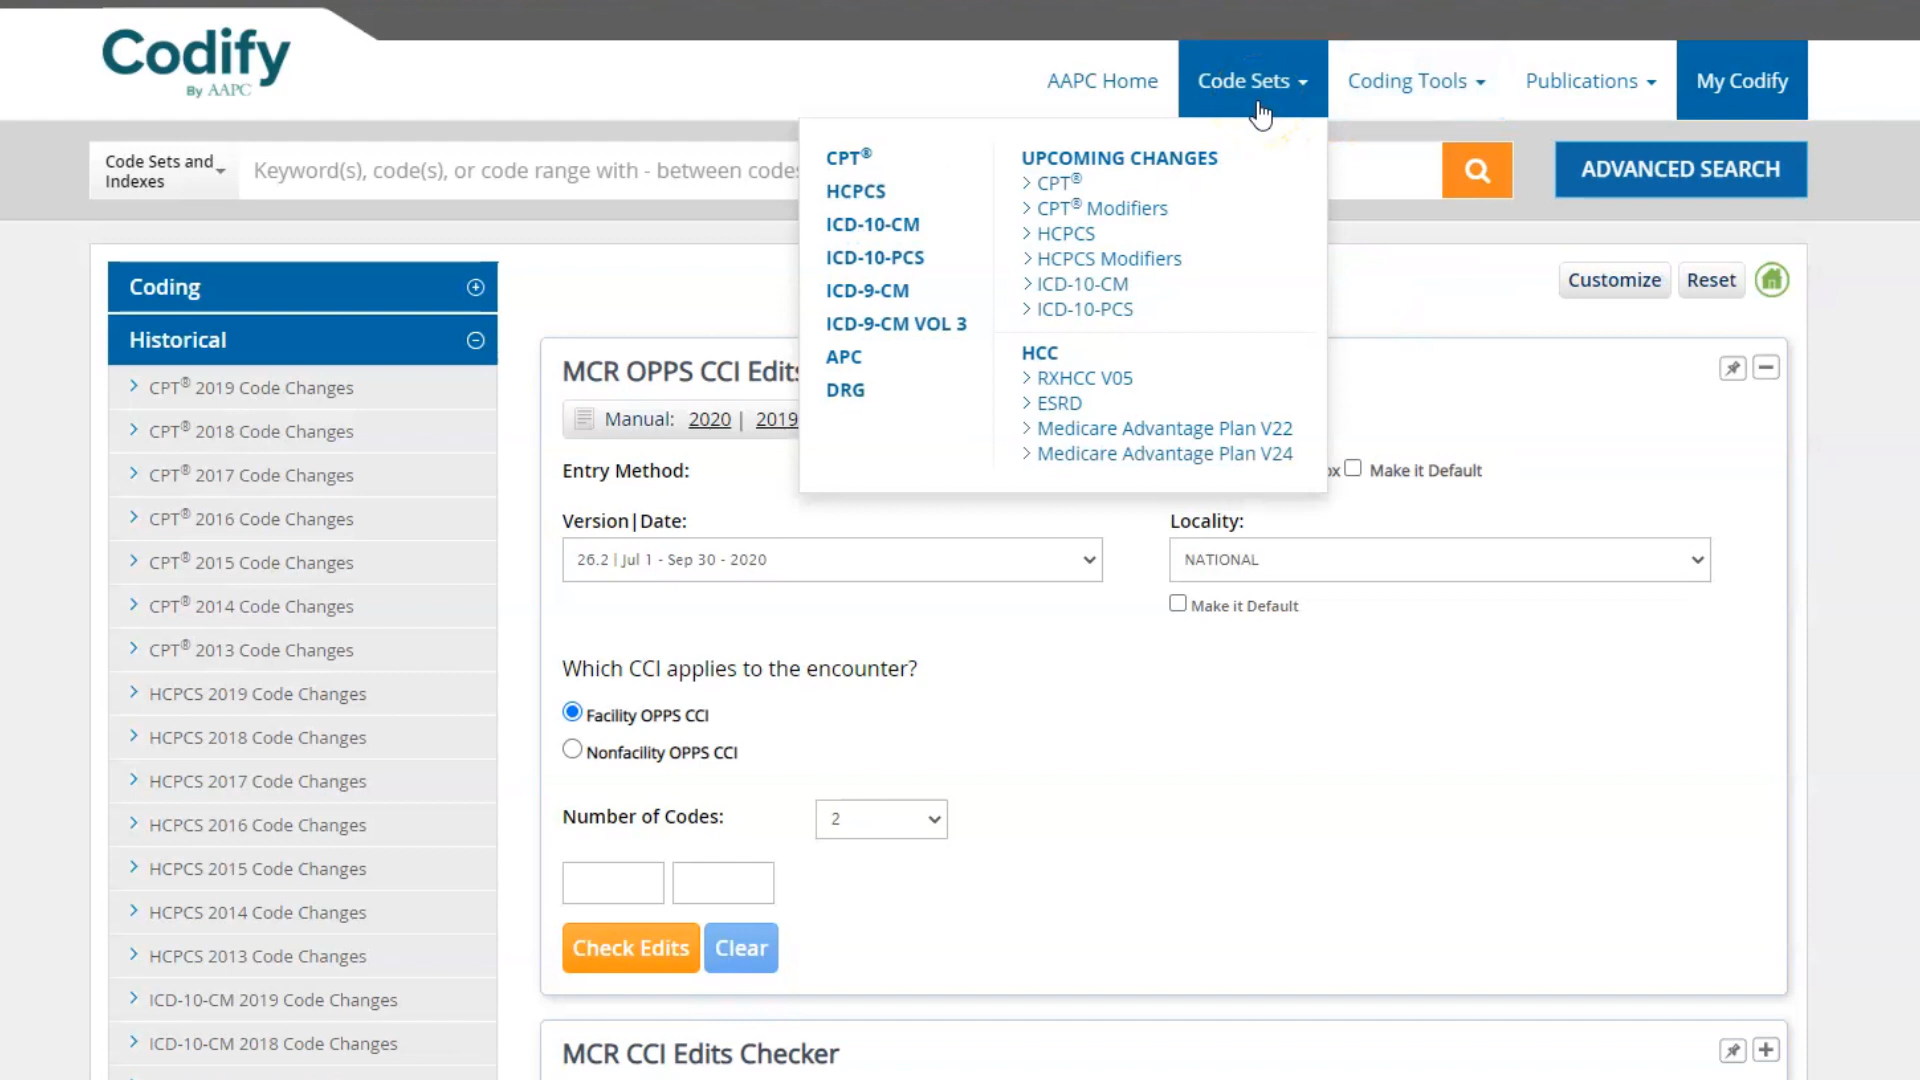 Codify
By AAPC
AAPC Home
Code Sets
Coding Tools
Publications
My Codify
Code Sets and
Indexes
Keyword(s), code(s), or code range with - between codes
ADVANCED SEARCH
CPT®
HCPCS
ICD-10-CM
ICD-10-PCS
ICD-9-CM
ICD-9-CM VOL 3
APC
DRG
UPCOMING CHANGES
> CPT®
> CPT® Modifiers
> HCPCS
> HCPCS Modifiers
> ICD-10-CM
> ICD-10-PCS
HCC
> RXHCC V05
> ESRD
> Medicare Advantage Plan V22
> Medicare Advantage Plan V24
Coding
Historical
CPT® 2019 Code Changes
CPT® 2018 Code Changes
CPT® 2017 Code Changes
CPT® 2016 Code Changes
CPT® 2015 Code Changes
CPT® 2014 Code Changes
CPT® 2013 Code Changes
HCPCS 2019 Code Changes
HCPCS 2018 Code Changes
HCPCS 2017 Code Changes
HCPCS 2016 Code Changes
HCPCS 2015 Code Changes
HCPCS 2014 Code Changes
HCPCS 2013 Code Changes
ICD-10-CM 2019 Code Changes
ICD-10-CM 2018 Code Changes
Customize
Reset
MCR OPPS CCI Edits
Manual: 2020 | 2019
Entry Method:
Make it Default
Version|Date:
26.2 | Jul 1 - Sep 30 - 2020
Locality:
NATIONAL
Make it Default
Which CCI applies to the encounter?
Facility OPPS CCI
Nonfacility OPPS CCI
Number of Codes:
2
Check Edits
Clear
MCR CCI Edits Checker